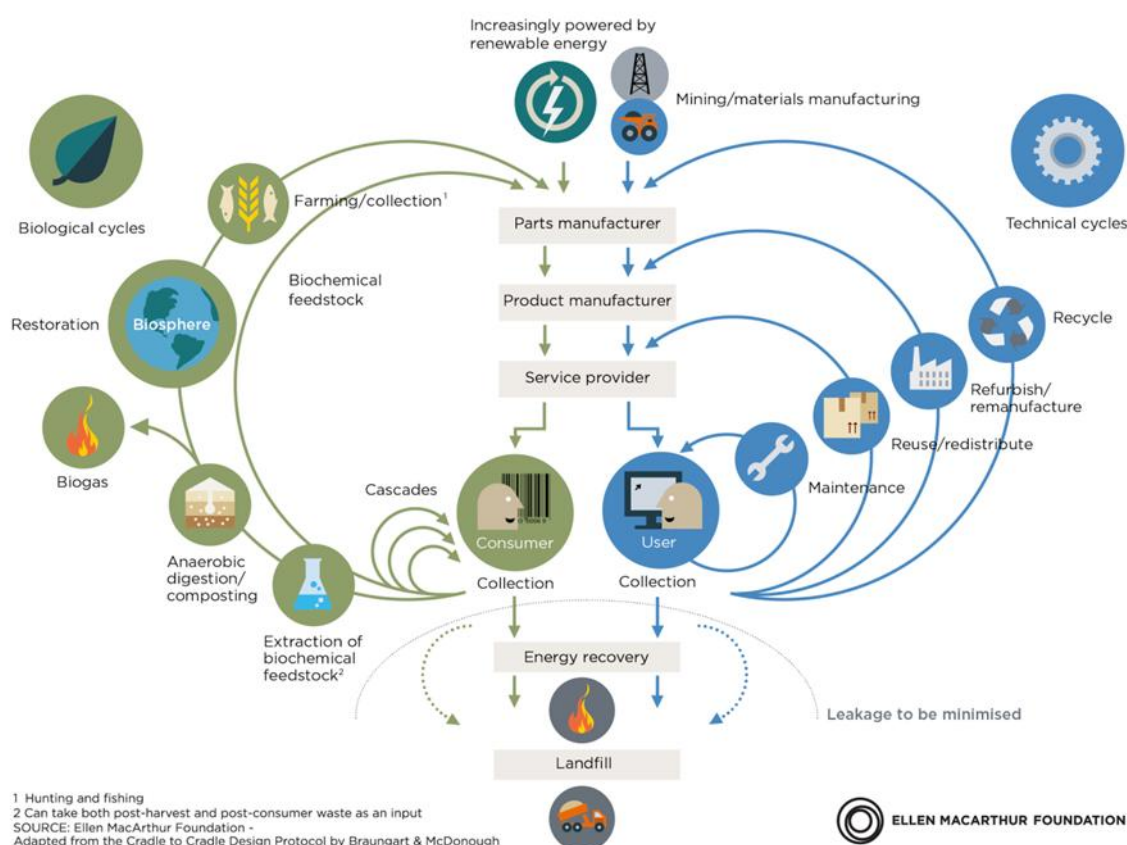 Increasingly powered by
renewable energy
Mining/materials manufacturing
Biological cycles
Technical cycles
Farming/collection¹
Parts manufacturer
Biochemical
feedstock
Product manufacturer
Restoration
Biosphere
Recycle
Service provider
Refurbish/
remanufacture
Reuse/redistribute
Biogas
Cascades
Maintenance
Consumer
User
Anaerobic
digestion/
composting
Collection
Collection
Extraction of
biochemical
feedstock²
Energy recovery
Leakage to be minimised
Landfill
1 Hunting and fishing
2 Can take both post-harvest and post-consumer waste as an input
SOURCE: Ellen MacArthur Foundation -
Adapted from the Cradle to Cradle Design Protocol by Braungart & McDonough
ELLEN MACARTHUR FOUNDATION